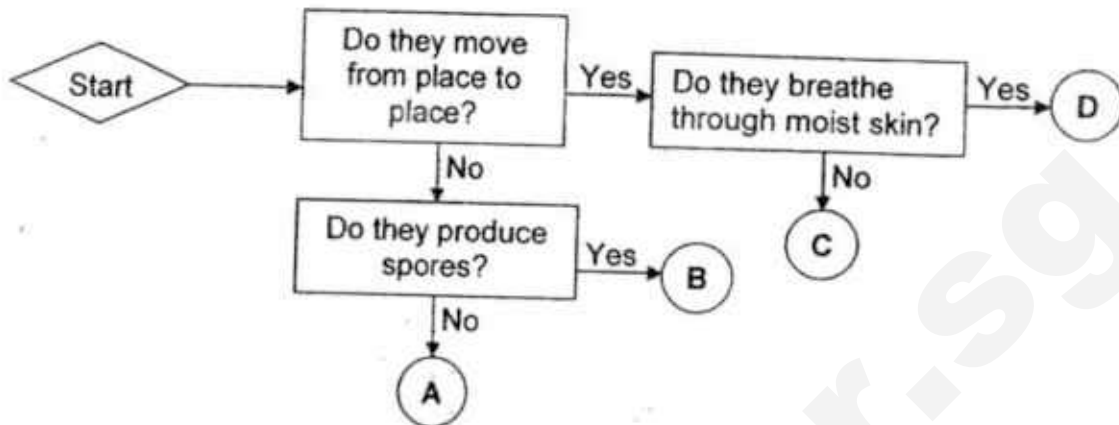 Start
Do they move
from place to
place?
Yes
Do they breathe
through moist skin?
Yes
D
No
No
C
Do they produce
spores?
Yes
B
No
A
r.sg